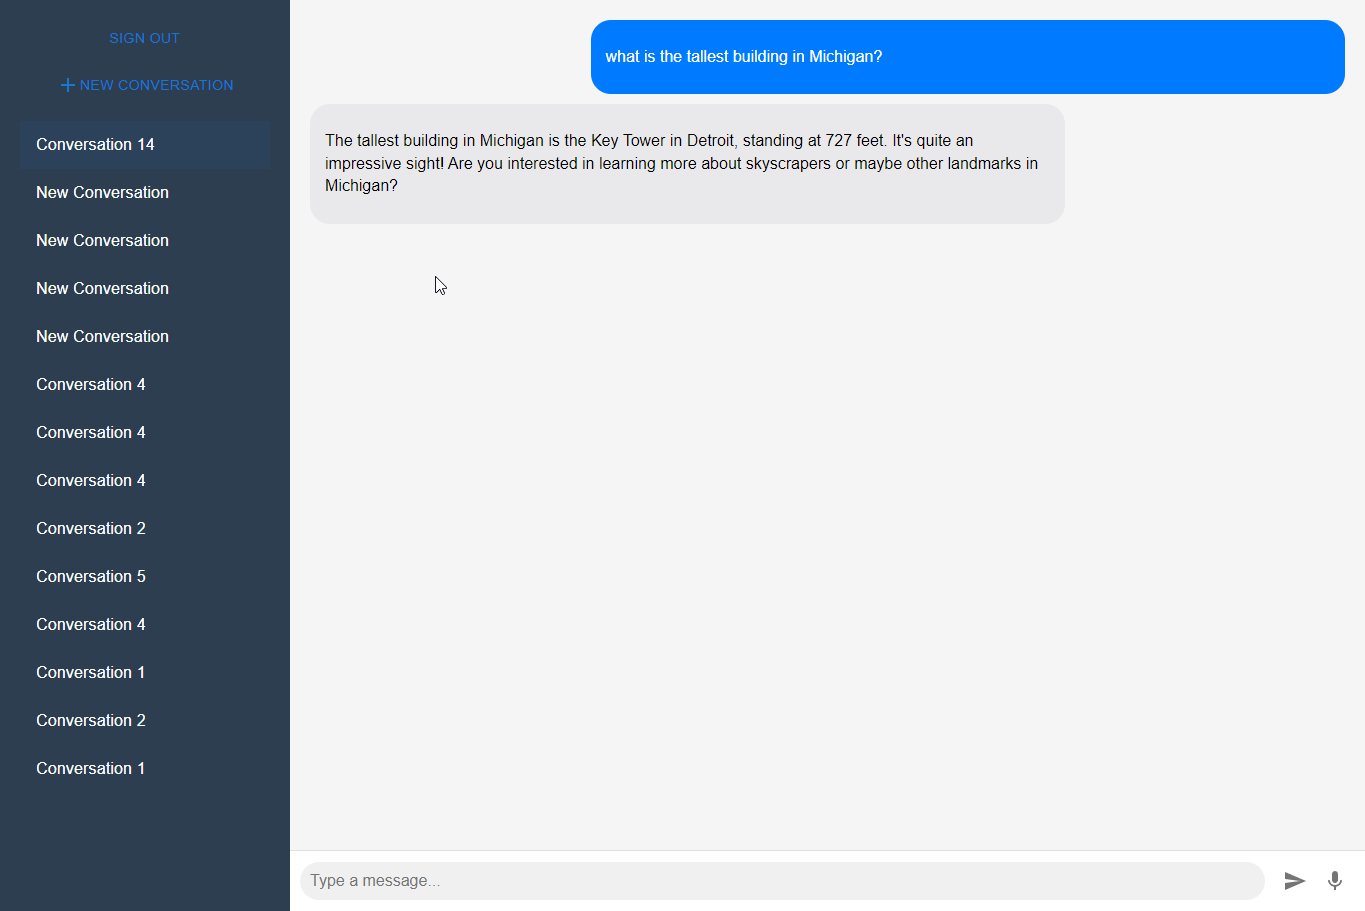 SIGN OUT
NEW CONVERSATION
Conversation 14
New Conversation
New Conversation
New Conversation
New Conversation
Conversation 4
Conversation 4
Conversation 4
Conversation 2
Conversation 5
Conversation 4
Conversation 1
Conversation 2
Conversation 1
what is the tallest building in Michigan?
The tallest building in Michigan is the Key Tower in Detroit, standing at 727 feet. It's quite an
impressive sight! Are you interested in learning more about skyscrapers or maybe other landmarks in
Michigan?
Type a message...